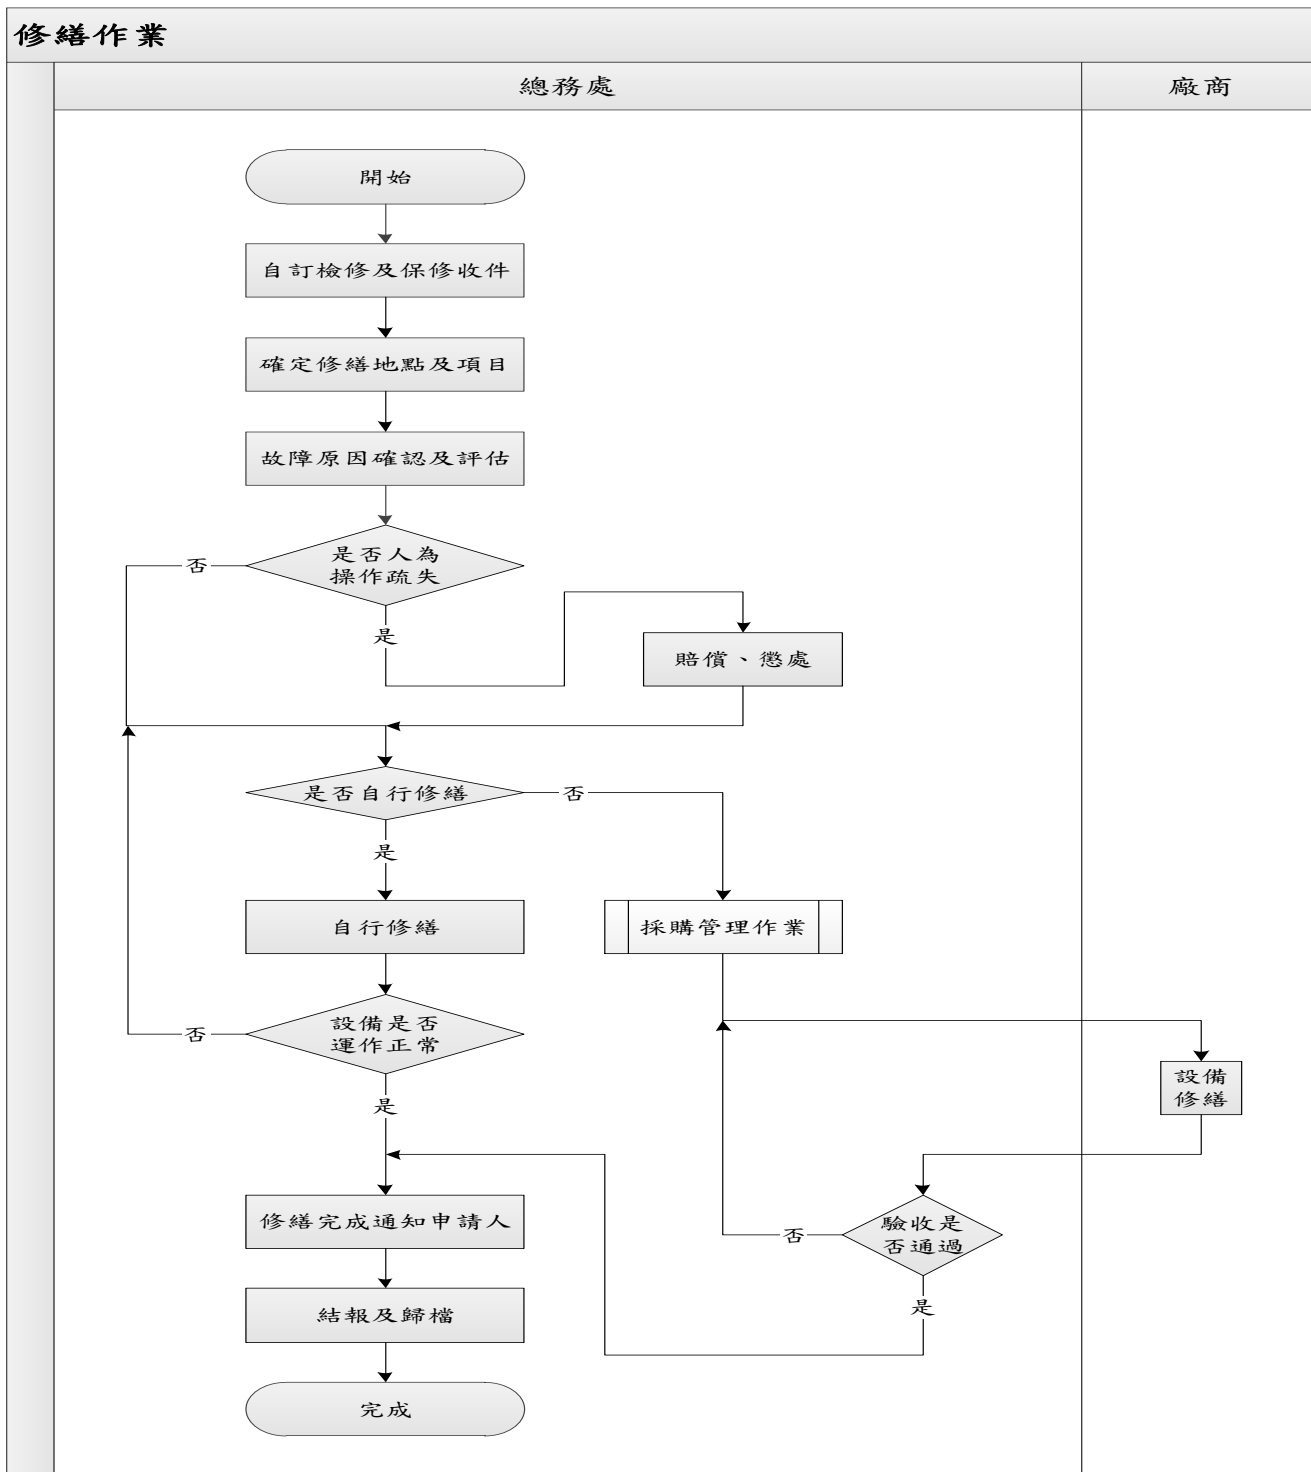 修繕作業
總務處
廠商
開始
自訂檢修及保修收件
確定修繕地點及項目
故障原因確認及評估
是否人為
操作疏失
否
是
賠償、懲處
是否自行修繕
否
是
自行修繕
採購管理作業
設備是否
運作正常
否
是
設備
修繕
修繕完成通知申請人
驗收是
否通過
否
是
結報及歸檔
完成